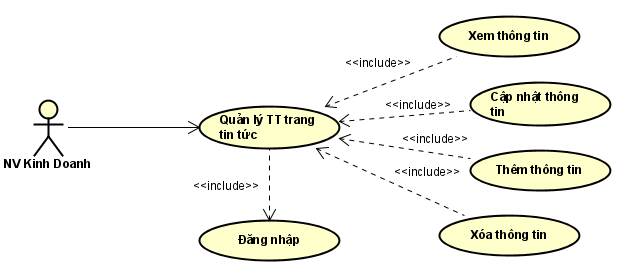 Xem thông tin
<<include>>
Cập nhật thông
tin
<<include>>
Quản lý TT trang
tin tức
<<include>>
Thêm thông tin
NV Kinh Doanh
<<include>>
<<include>>
Xóa thông tin
Đăng nhập